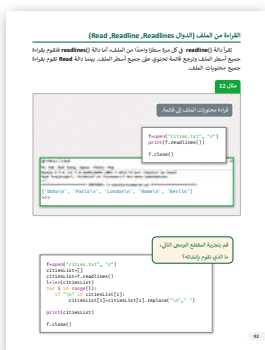 القراءة من الملف (الدوال Read ,Readline ,Readlines)
تقرأ دالة ()readline في كل مرة سطرًا واحدًا من الملف، أما دالة ()readlines فتقوم بقراءة
جميع أسطر الملف وترجع قائمة تحتوي على جميع أسطر الملف. بينما دالة Read تقوم بقراءة
جميع محتويات الملف.
مثال 12
قراءة محتويات الملف إلى قائمة.
f=open("cities.txt", "r")
print(f.readlines())
f.close()
['Doha\n', 'Paris\n', 'London\n', 'Rome\n', 'Berlin']
>>>
قم بتجربة المقطع البرمجي التالي،
ما الذي تقوم بإنشائه؟
f=open("cities.txt", "r")
citiesList=[]
citiesList=f.readlines()
l=len(citiesList)
for i in range(l):
if "\n" in citiesList[i]:
citiesList[i]=citiesList[i].replace("\n"," ")
print(citiesList)
f.close()
92